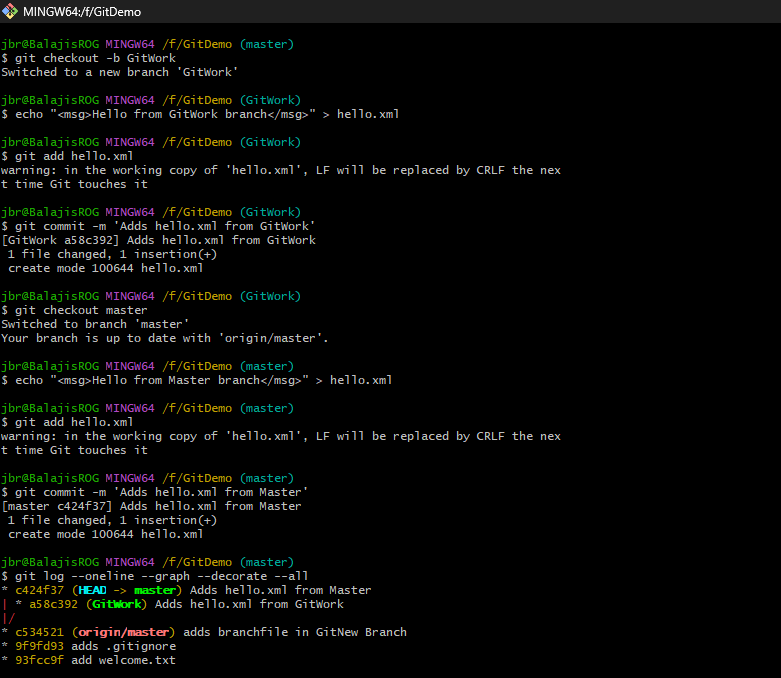 MINGW64:/f/GitDemo
jbr@BalajisROG MINGW64 /f/GitDemo (master)
$ git checkout -b GitWork
Switched to a new branch 'GitWork'
jbr@BalajisROG MINGW64 /f/GitDemo (GitWork)
$ echo "<msg>Hello from GitWork branch</msg>" > hello.xml
jbr@BalajisROG MINGW64 /f/GitDemo (GitWork)
$ git add hello.xml
warning: in the working copy of 'hello.xml', LF will be replaced by CRLF the nex
t time Git touches it
jbr@BalajisROG MINGW64 /f/GitDemo (GitWork)
$ git commit -m 'Adds hello.xml from GitWork'
[GitWork a58c392] Adds hello.xml from GitWork
 1 file changed, 1 insertion(+)
 create mode 100644 hello.xml
jbr@BalajisROG MINGW64 /f/GitDemo (GitWork)
$ git checkout master
Switched to branch 'master'
Your branch is up to date with 'origin/master'.
jbr@BalajisROG MINGW64 /f/GitDemo (master)
$ echo "<msg>Hello from Master branch</msg>" > hello.xml
jbr@BalajisROG MINGW64 /f/GitDemo (master)
$ git add hello.xml
warning: in the working copy of 'hello.xml', LF will be replaced by CRLF the nex
t time Git touches it
jbr@BalajisROG MINGW64 /f/GitDemo (master)
$ git commit -m 'Adds hello.xml from Master'
[master c424f37] Adds hello.xml from Master
 1 file changed, 1 insertion(+)
 create mode 100644 hello.xml
jbr@BalajisROG MINGW64 /f/GitDemo (master)
$ git log --oneline --graph --decorate --all
* c424f37 (HEAD -> master) Adds hello.xml from Master
| * a58c392 (GitWork) Adds hello.xml from GitWork
|/
* c534521 (origin/master) adds branchfile in GitNew Branch
* 9f9fd93 adds .gitignore
* 93fcc9f add welcome.txt